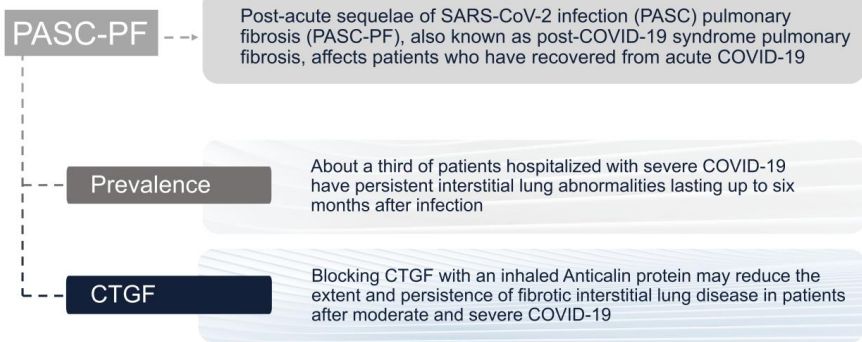 PASC-PF
Post-acute sequelae of SARS-CoV-2 infection (PASC) pulmonary
fibrosis (PASC-PF), also known as post-COVID-19 syndrome pulmonary
fibrosis, affects patients who have recovered from acute COVID-19
Prevalence
About a third of patients hospitalized with severe COVID-19
have persistent interstitial lung abnormalities lasting up to six
months after infection
CTGF
Blocking CTGF with an inhaled Anticalin protein may reduce the
extent and persistence of fibrotic interstitial lung disease in patients
after moderate and severe COVID-19